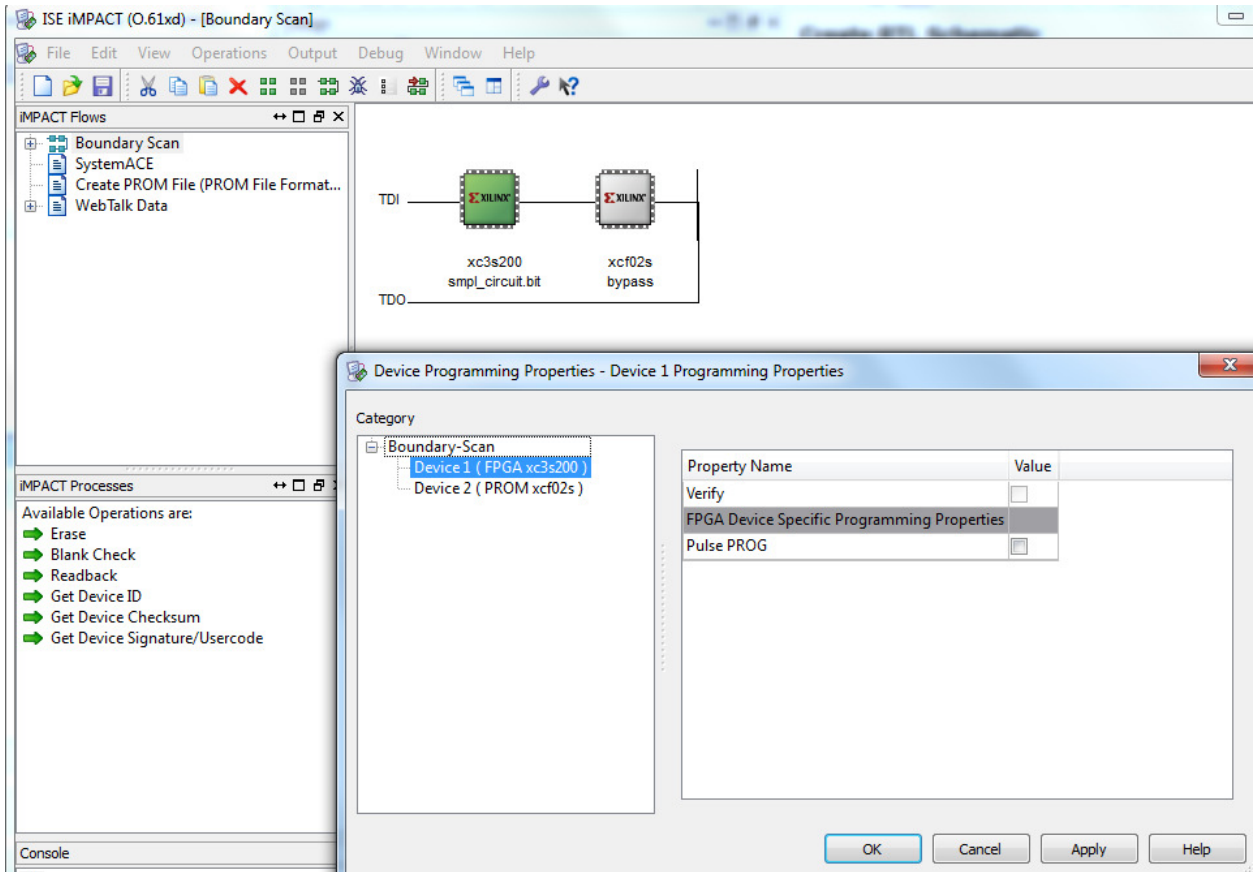 ISE iMPACT (O.61xd) - [Boundary Scan]
File Edit View Operations Output Debug Window Help
iMPACT Flows
Boundary Scan
SystemACE
Create PROM File (PROM File Format...
WebTalk Data
TDI
XILINX
XILINX
xc3s200
smpl_circuit.bit
xcf02s
bypass
TDO
iMPACT Processes
Available Operations are:
Erase
Blank Check
Readback
Get Device ID
Get Device Checksum
Get Device Signature/Usercode
Console
Device Programming Properties - Device 1 Programming Properties
Category
Boundary-Scan
Device 1 ( FPGA xc3s200 )
Device 2 ( PROM xcf02s )
Property Name Value
Verify
FPGA Device Specific Programming Properties
Pulse PROG
OK Cancel Apply Help